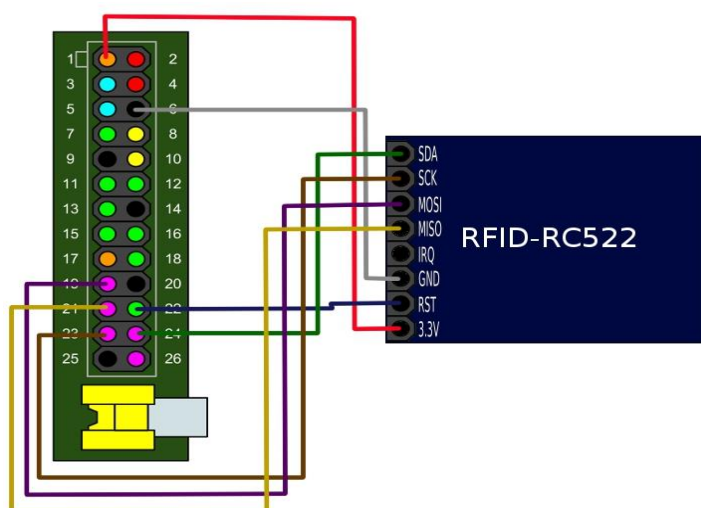 1 2
3 4
5 6
7 8
9 10
11 12
13 14
15 16
17 18
19 20
21 22
23 24
25 26
SDA
SCK
MOSI
MISO
IRQ
GND
RST
3.3V
RFID-RC522